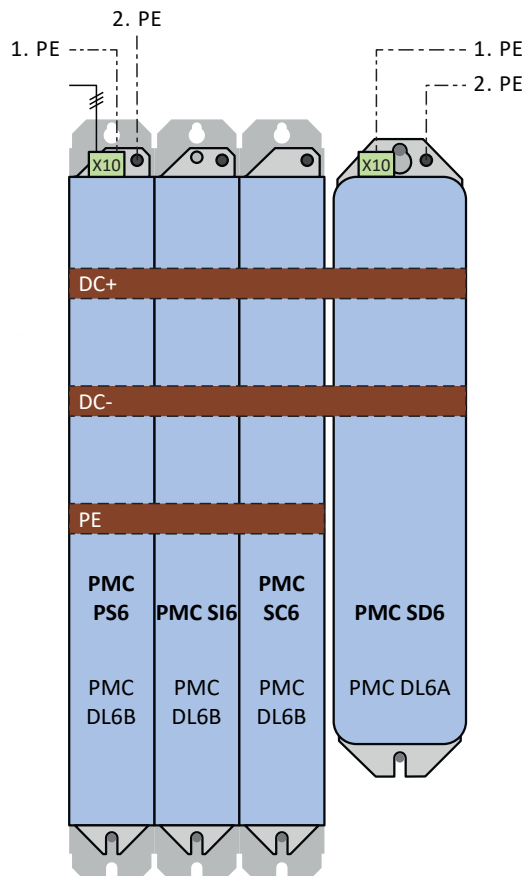 2. PE
1. PE
1. PE
2. PE
X10
X10
DC+
DC-
PE
PMC
PS6
PMC SI6
PMC
SC6
PMC SD6
PMC
DL6B
PMC
DL6B
PMC
DL6B
PMC DL6A